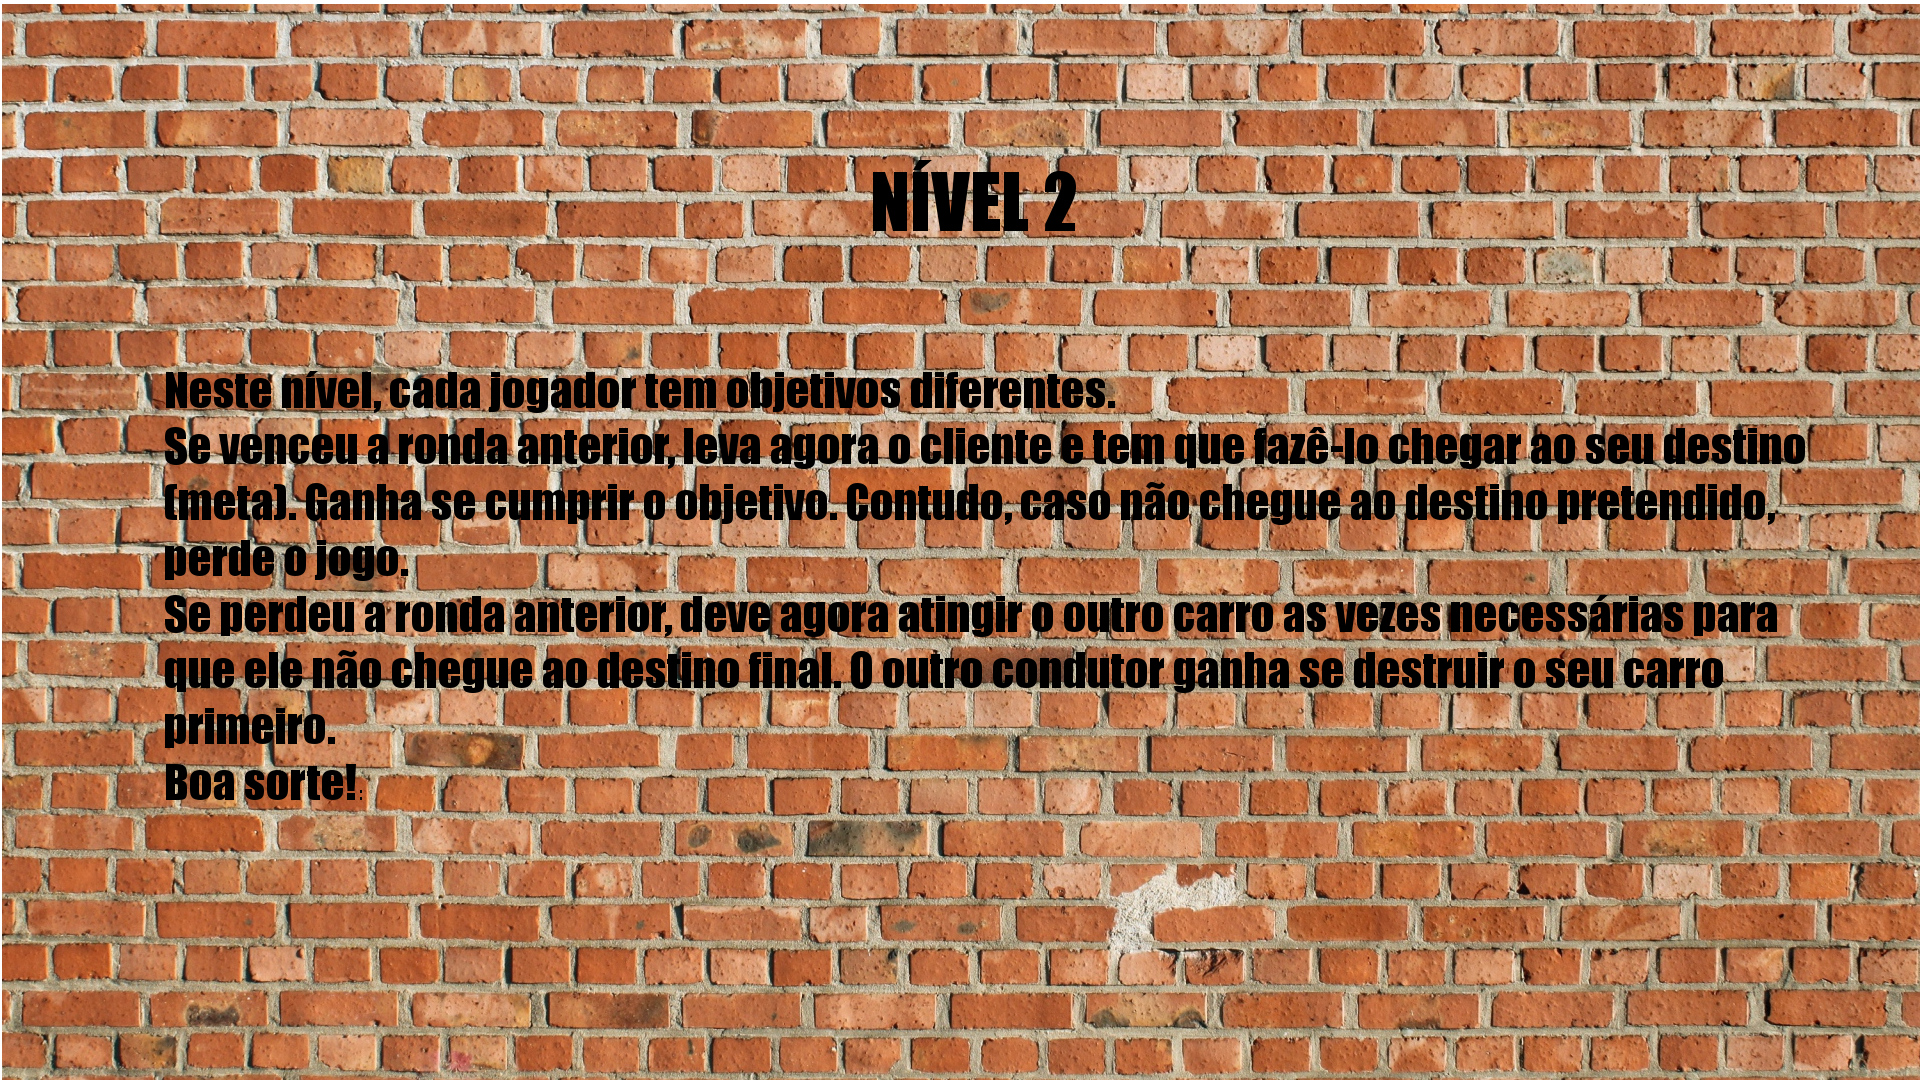 NÍVEL 2
Neste nível, cada jogador tem objetivos diferentes.
Se venceu a ronda anterior, leva agora o cliente e tem que fazê-lo chegar ao seu destino
(meta). Ganha se cumprir o objetivo. Contudo, caso não chegue ao destino pretendido,
perde o jogo.
Se perdeu a ronda anterior, deve agora atingir o outro carro as vezes necessárias para
que ele não chegue ao destino final. O outro condutor ganha se destruir o seu carro
primeiro.
Boa sorte!: